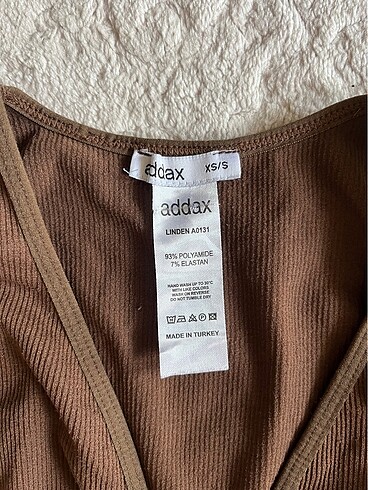 addax XS/S
addax
LINDEN A0131
93% POLYAMIDE
7% ELASTAN
HAND WASH UP TO 30°C
WITH LIKE COLORS
WASH ON REVERSE
DO NOT TUMBLE DRY
MADE IN TURKEY